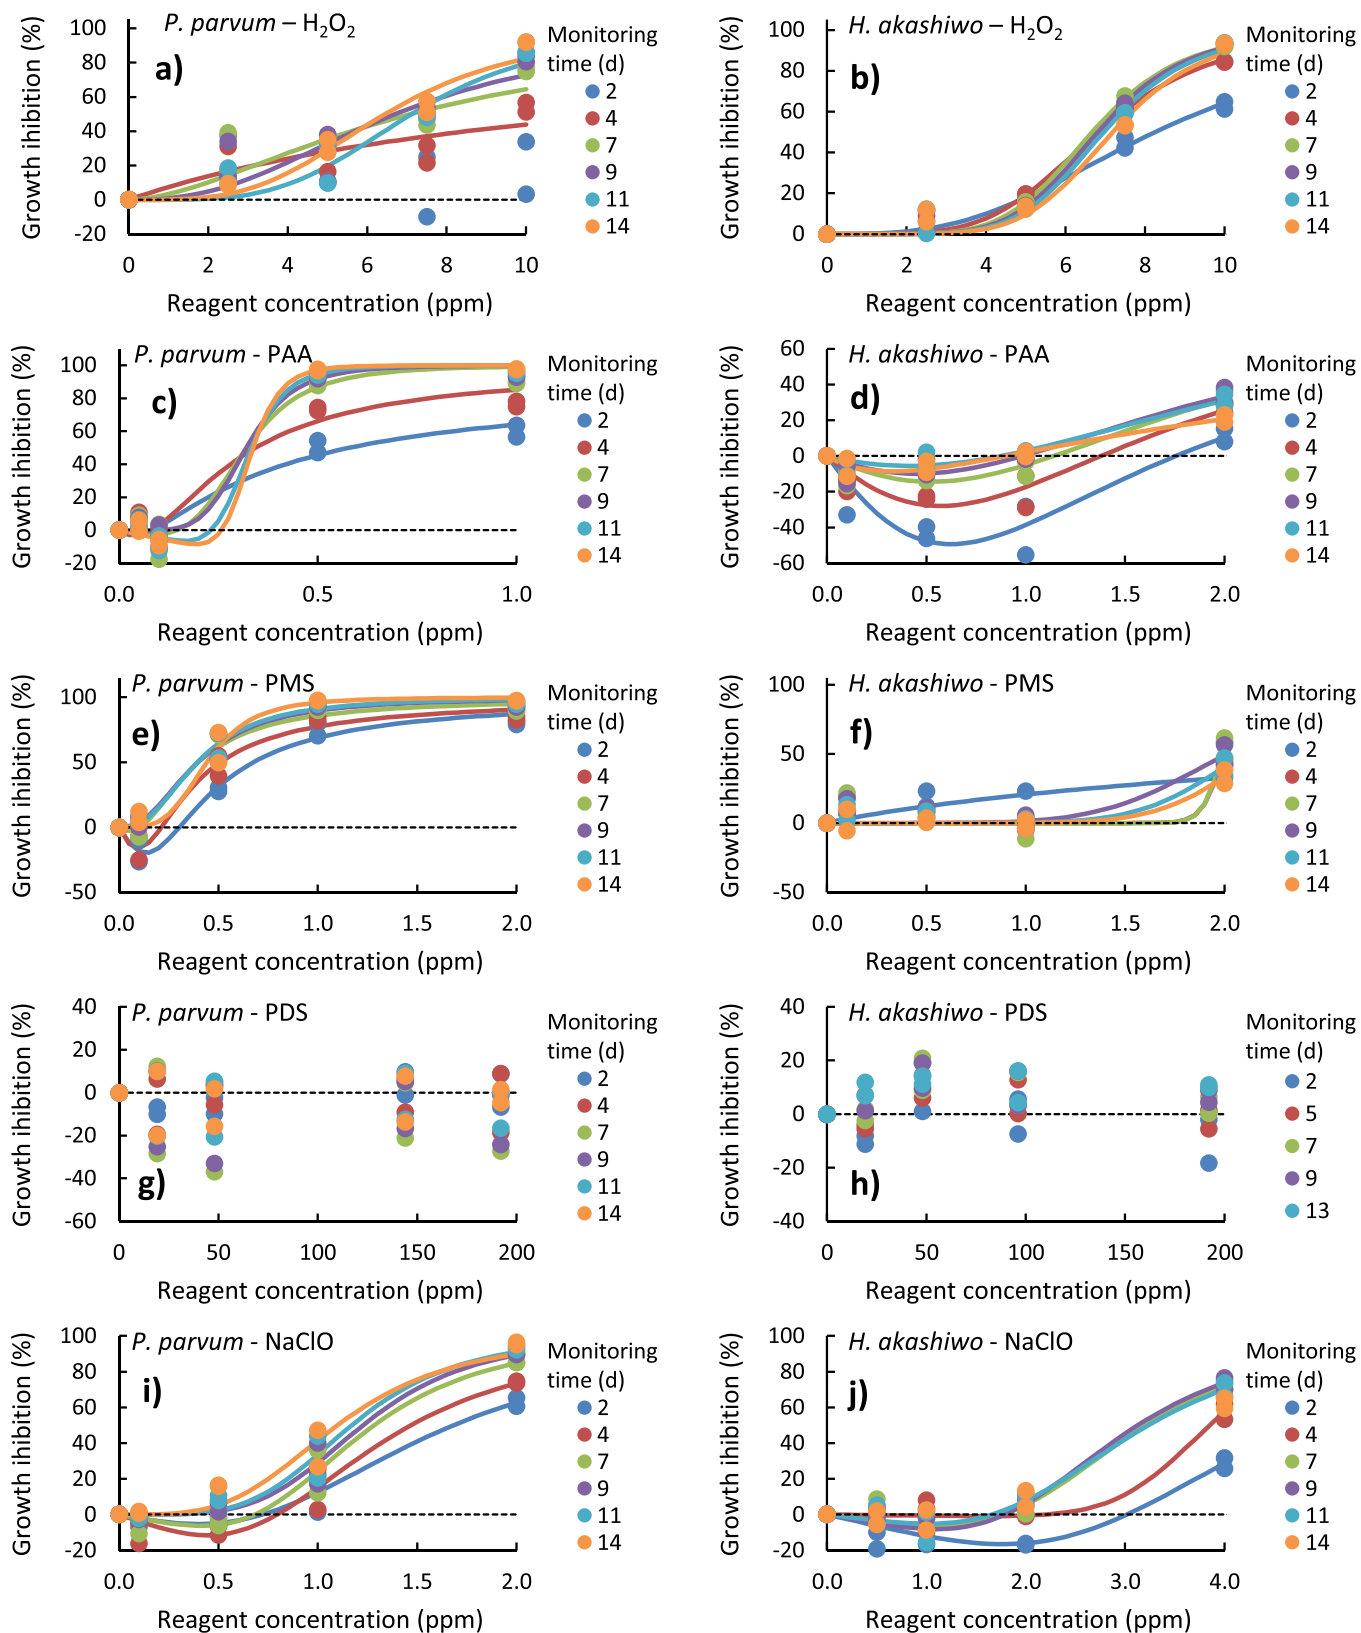 P. parvum – H₂O₂
a)
Growth ihibition (%)
100
80
60
40
20
0
-20
0 2 4 6 8 10
Reagent concentration (ppm)
Monitoring
time (d)
2
4
7
9
11
14
H. akashiwo – H₂O₂
b)
Growth ihibition (%)
100
80
60
40
20
0
0 2 4 6 8 10
Reagent concentration (ppm)
Monitoring
time (d)
2
4
7
9
11
14
P. parvum - PAA
c)
Growth ihibition (%)
100
80
60
40
20
0
-20
0.0 0.5 1.0
Reagent concentration (ppm)
Monitoring
time (d)
2
4
7
9
11
14
H. akashiwo - PAA
d)
Growth ihibition (%)
60
40
20
0
-20
-40
-60
0.0 0.5 1.0 1.5 2.0
Reagent concentration (ppm)
Monitoring
time (d)
2
4
7
9
11
14
P. parvum - PMS
e)
Growth ihibition (%)
100
50
0
-50
0.0 0.5 1.0 1.5 2.0
Reagent concentration (ppm)
Monitoring
time (d)
2
4
7
9
11
14
H. akashiwo - PMS
f)
Growth ihibition (%)
100
50
0
-50
0.0 0.5 1.0 1.5 2.0
Reagent concentration (ppm)
Monitoring
time (d)
2
4
7
9
11
14
P. parvum - PDS
g)
Growth ihibition (%)
40
20
0
-20
-40
-60
0 50 100 150 200
Reagent concentration (ppm)
Monitoring
time (d)
2
4
7
9
11
14
H. akashiwo - PDS
h)
Growth ihibition (%)
40
20
0
-20
-40
0 50 100 150 200
Reagent concentration (ppm)
Monitoring
time (d)
2
5
7
9
13
P. parvum - NaClO
i)
Growth ihibition (%)
100
80
60
40
20
0
-20
0.0 0.5 1.0 2.0
Reagent concentration (ppm)
Monitoring
time (d)
2
4
7
9
11
14
H. akashiwo - NaClO
j)
Growth ihibition (%)
100
80
60
40
20
0
-20
0.0 1.0 2.0 3.0 4.0
Reagent concentration (ppm)
Monitoring
time (d)
2
4
7
9
11
14